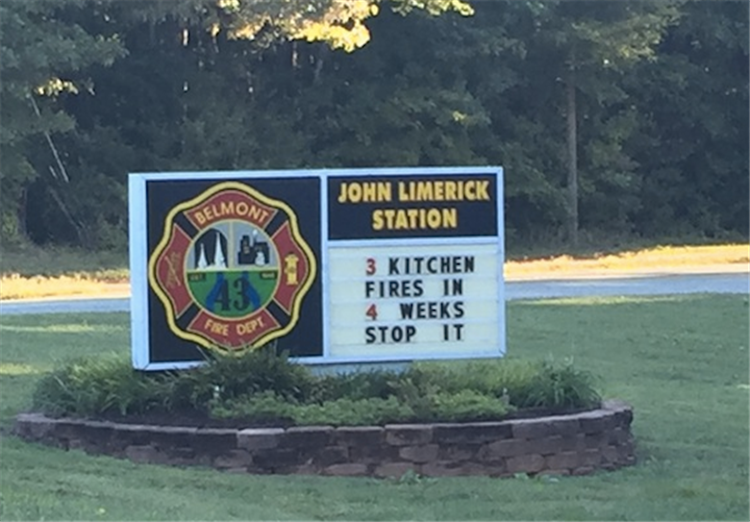 BELMONT
43
FIRE DEPT
JOHN LIMERICK
STATION
3 KITCHEN
FIRES IN
4 WEEKS
STOP IT